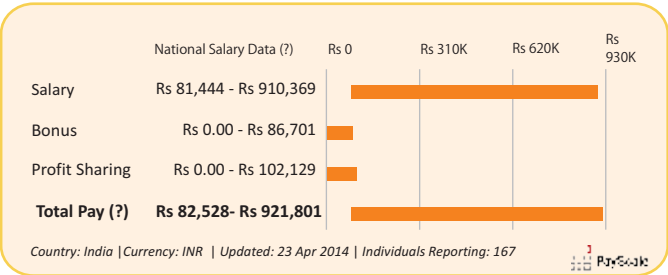 National Salary Data (?) Rs 0 Rs 310K Rs 620K Rs 930K
Salary Rs 81,444 - Rs 910,369
Bonus Rs 0.00 - Rs 86,701
Profit Sharing Rs 0.00 - Rs 102,129
Total Pay (?) Rs 82,528- Rs 921,801
Country: India |Currency: INR | Updated: 23 Apr 2014 | Individuals Reporting: 167
PayScale